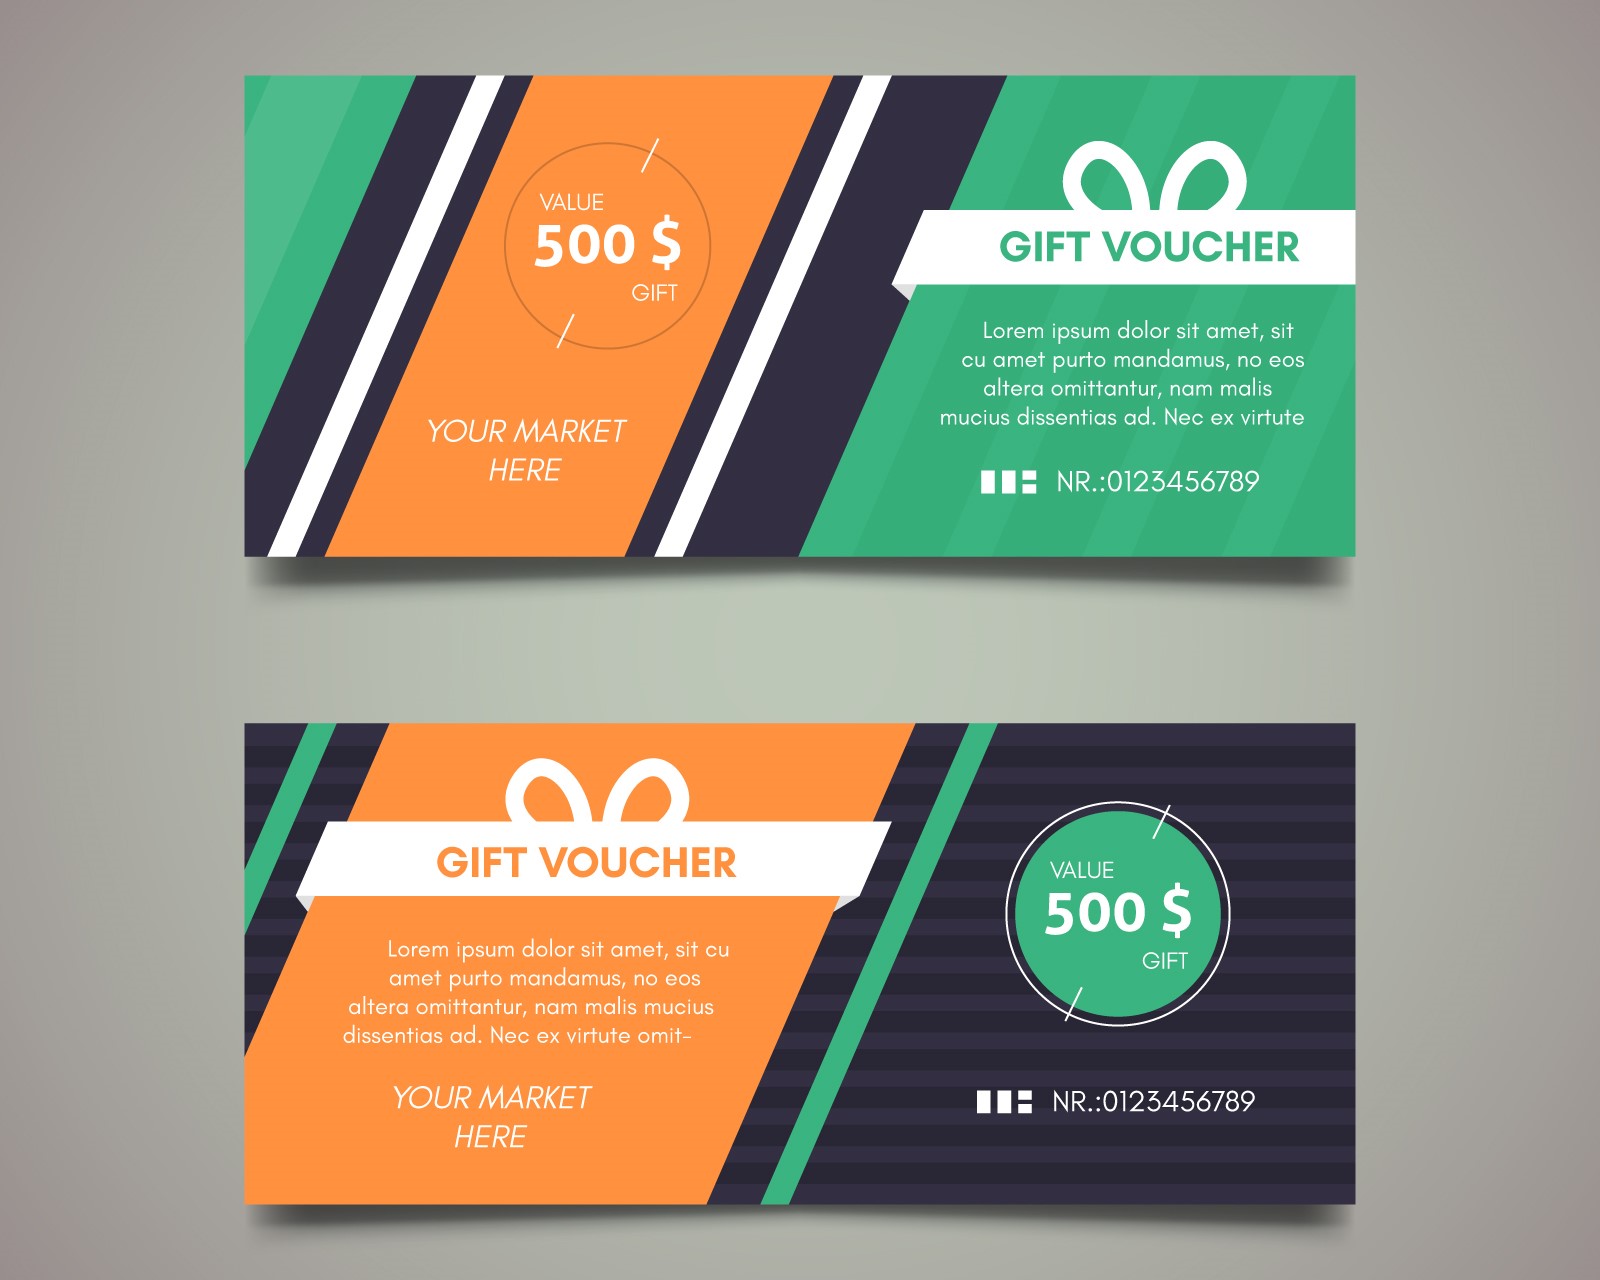 VALUE
500 $
GIFT
YOUR MARKET
HERE
GIFT VOUCHER
Lorem ipsum dolor sit amet, sit
cu amet purto mandamus, no eos
altera omittantur, nam malis
mucius dissentias ad. Nec ex virtute
NR.:0123456789
GIFT VOUCHER
Lorem ipsum dolor sit amet, sit cu
amet purto mandamus, no eos
altera omittantur, nam malis mucius
dissentias ad. Nec ex virtute omit-
YOUR MARKET
HERE
VALUE
500 $
GIFT
NR.:0123456789